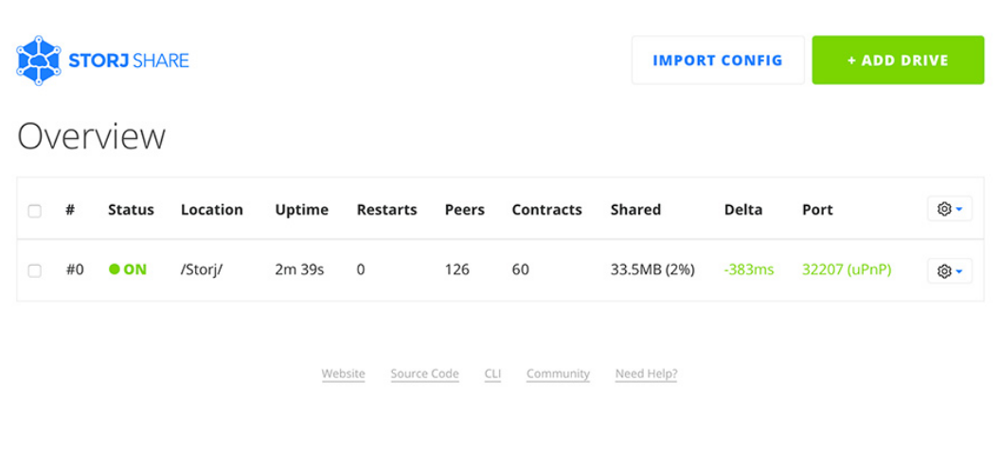 STORJ SHARE
IMPORT CONFIG
+ ADD DRIVE
Overview
# Status Location Uptime Restarts Peers Contracts Shared Delta Port
#0 ON /Storj/ 2m 39s 0 126 60 33.5MB (2%) -383ms 32207 (uPnP)
Website Source Code CLI Community Need Help?